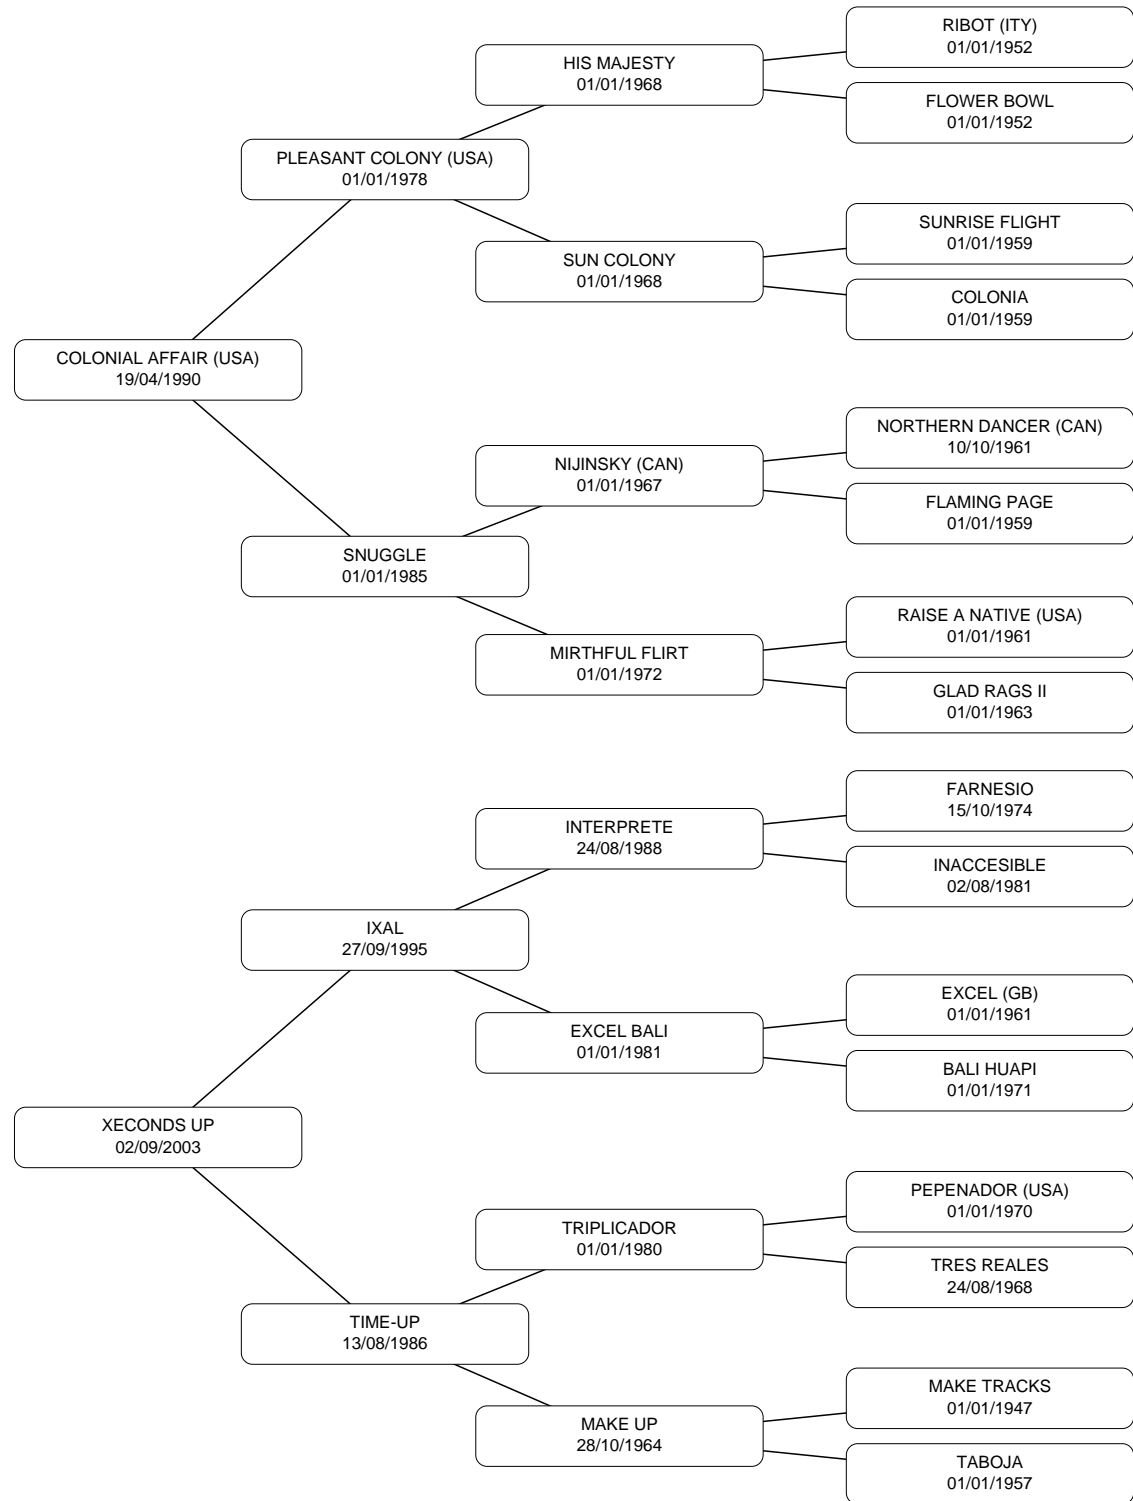 RIBOT (ITY)
01/01/1952
HIS MAJESTY
01/01/1968
FLOWER BOWL
01/01/1952
PLEASANT COLONY (USA)
01/01/1978
SUNRISE FLIGHT
01/01/1959
SUN COLONY
01/01/1968
COLONIA
01/01/1959
COLONIAL AFFAIR (USA)
19/04/1990
NORTHERN DANCER (CAN)
10/10/1961
NIJINSKY (CAN)
01/01/1967
FLAMING PAGE
01/01/1959
SNUGGLE
01/01/1985
RAISE A NATIVE (USA)
01/01/1961
MIRTHFUL FLIRT
01/01/1972
GLAD RAGS II
01/01/1963
FARNESIO
15/10/1974
INTERPRETE
24/08/1988
INACCESIBLE
02/08/1981
IXAL
27/09/1995
EXCEL (GB)
01/01/1961
EXCEL BALI
01/01/1981
BALI HUAPI
01/01/1971
XECONDS UP
02/09/2003
PEPENADOR (USA)
01/01/1970
TRIPLICADOR
01/01/1980
TRES REALES
24/08/1968
TIME-UP
13/08/1986
MAKE TRACKS
01/01/1947
MAKE UP
28/10/1964
TABOJA
01/01/1957